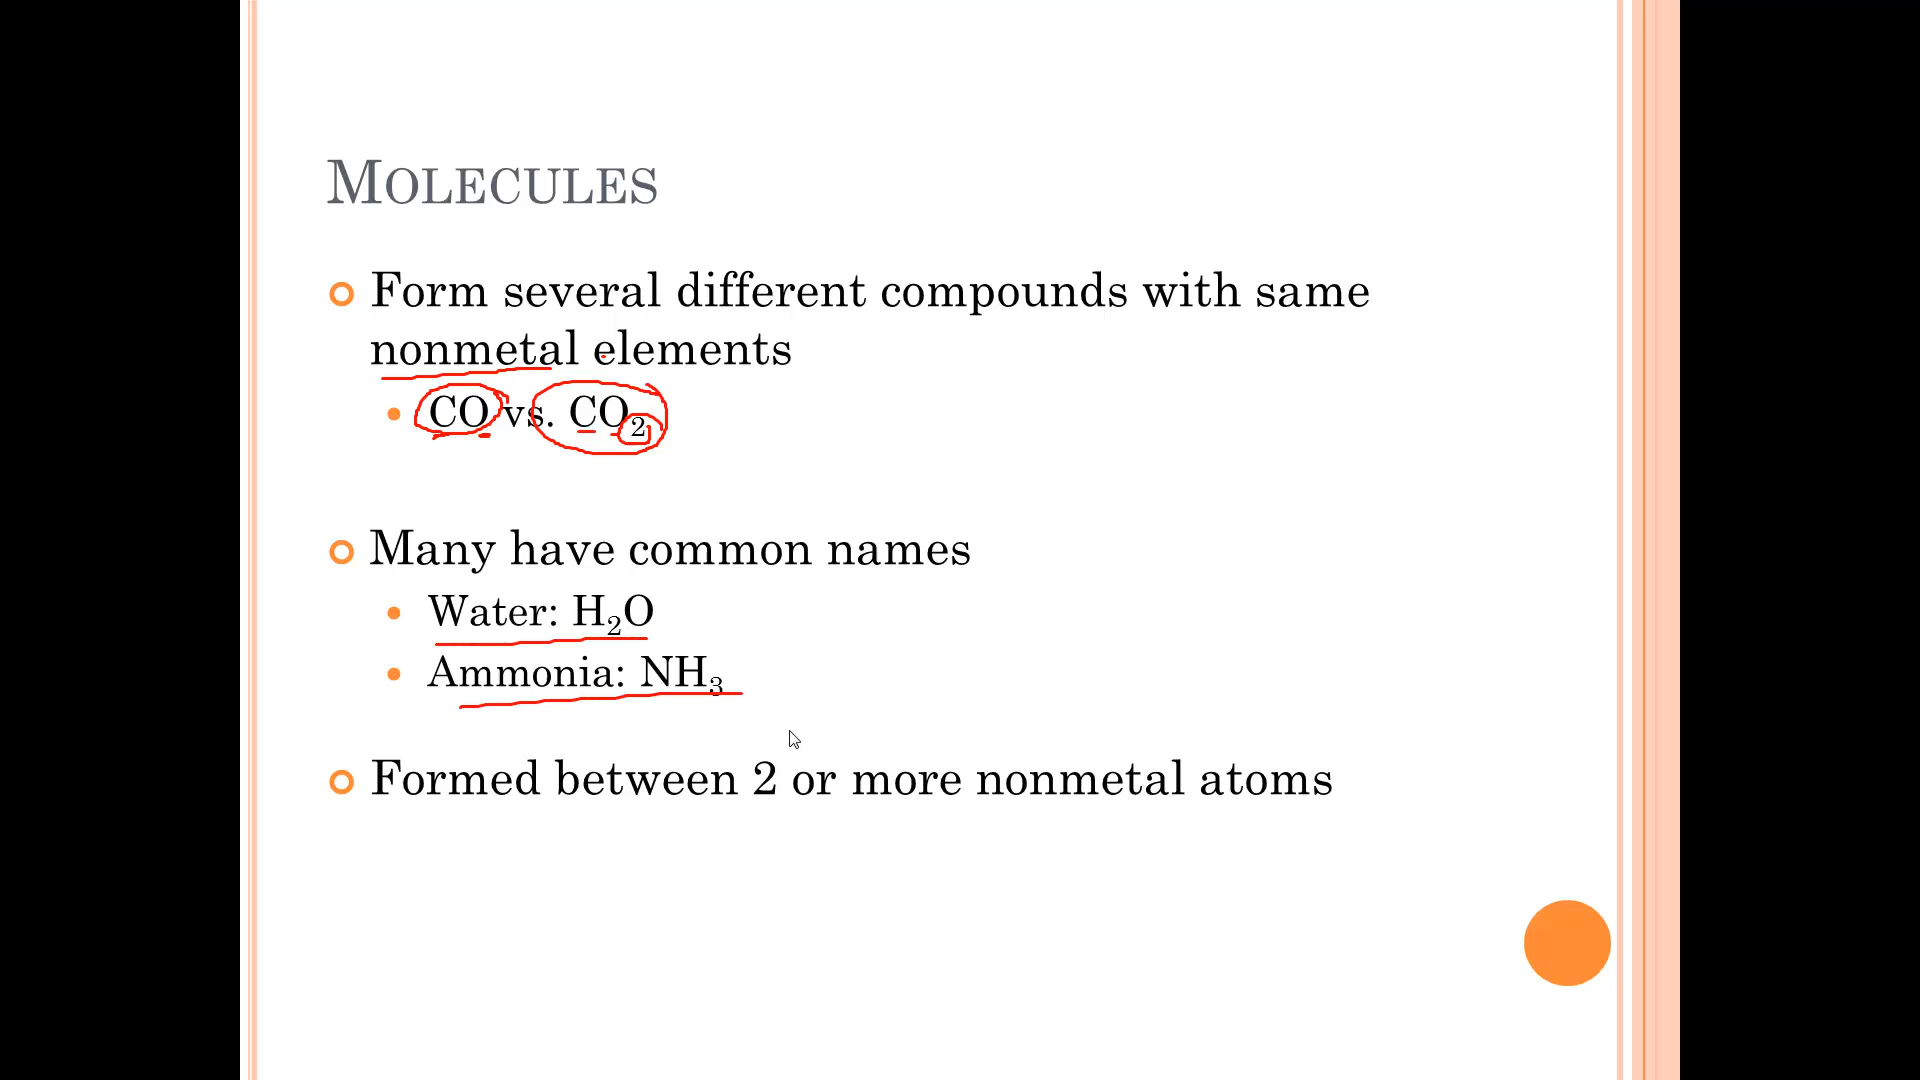 MOLECULES
Form several different compounds with same
nonmetal elements
CO vs. CO₂
Many have common names
Water: H₂O
Ammonia: NH₃
Formed between 2 or more nonmetal atoms